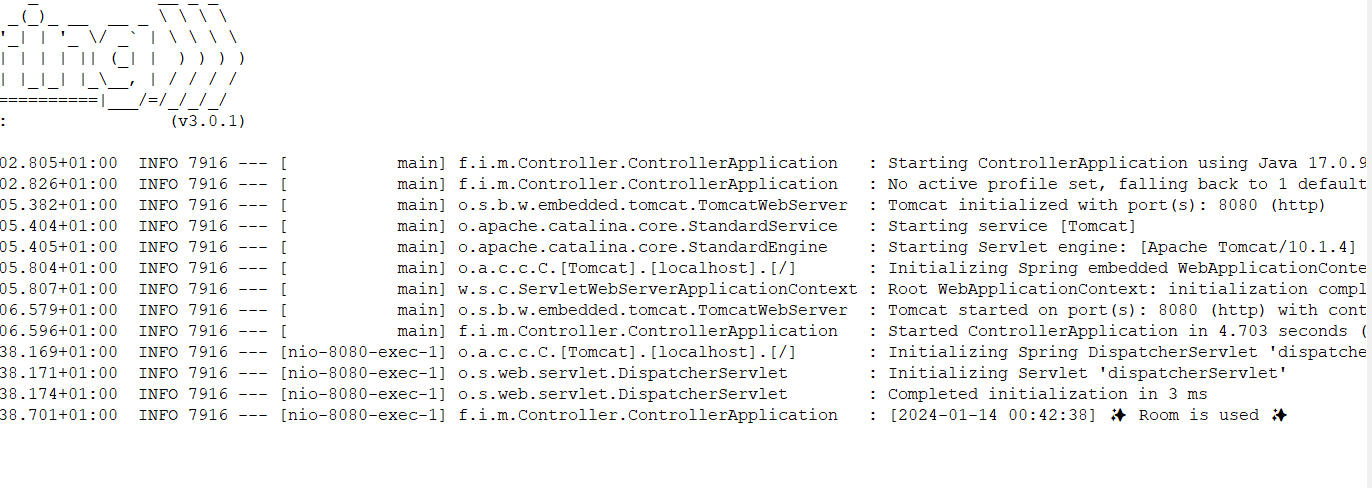 _          __ _ _
 _(_)_ __  __ _ \ \ \ \
'_| | '_ \/ _` | \ \ \ \
| | | | || (_| |  ) ) ) )
| |_|_| |_\__, | / / / /
==========|___/=/_/_/_/
:                (v3.0.1)
02.805+01:00  INFO 7916 --- [           main] f.i.m.Controller.ControllerApplication   : Starting ControllerApplication using Java 17.0.9
02.826+01:00  INFO 7916 --- [           main] f.i.m.Controller.ControllerApplication   : No active profile set, falling back to 1 default
05.382+01:00  INFO 7916 --- [           main] o.s.b.w.embedded.tomcat.TomcatWebServer  : Tomcat initialized with port(s): 8080 (http)
05.404+01:00  INFO 7916 --- [           main] o.apache.catalina.core.StandardService   : Starting service [Tomcat]
05.405+01:00  INFO 7916 --- [           main] o.apache.catalina.core.StandardEngine    : Starting Servlet engine: [Apache Tomcat/10.1.4]
05.804+01:00  INFO 7916 --- [           main] o.a.c.c.C.[Tomcat].[localhost].[/]       : Initializing Spring embedded WebApplicationConte
05.807+01:00  INFO 7916 --- [           main] w.s.c.ServletWebServerApplicationContext : Root WebApplicationContext: initialization compl
06.579+01:00  INFO 7916 --- [           main] o.s.b.w.embedded.tomcat.TomcatWebServer  : Tomcat started on port(s): 8080 (http) with cont
06.596+01:00  INFO 7916 --- [           main] f.i.m.Controller.ControllerApplication   : Started ControllerApplication in 4.703 seconds (
38.169+01:00  INFO 7916 --- [nio-8080-exec-1] o.a.c.c.C.[Tomcat].[localhost].[/]       : Initializing Spring DispatcherServlet 'dispatche
38.171+01:00  INFO 7916 --- [nio-8080-exec-1] o.s.web.servlet.DispatcherServlet        : Initializing Servlet 'dispatcherServlet'
38.174+01:00  INFO 7916 --- [nio-8080-exec-1] o.s.web.servlet.DispatcherServlet        : Completed initialization in 3 ms
38.701+01:00  INFO 7916 --- [nio-8080-exec-1] f.i.m.Controller.ControllerApplication   : [2024-01-14 00:42:38] ✨ Room is used ✨